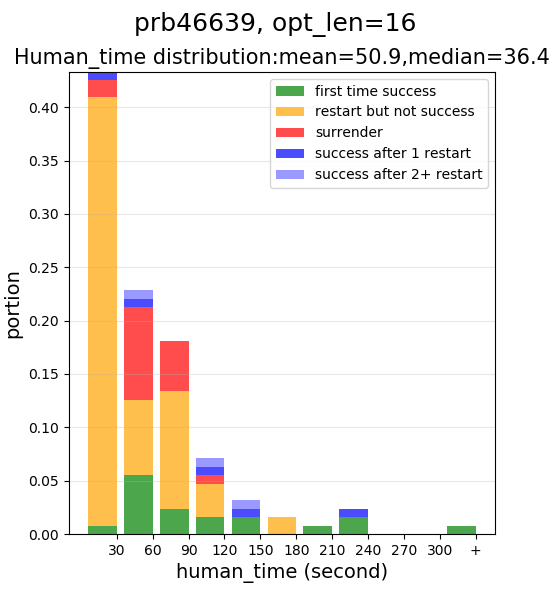 prb46639, opt_len=16
Human_time distribution:mean=50.9,median=36.4
first time success
restart but not success
surrender
success after 1 restart
success after 2+ restart
0.40
0.35
0.30
0.25
0.20
0.15
0.10
0.05
0.00
portion
30 60 90 120 150 180 210 240 270 300 +
human_time (second)